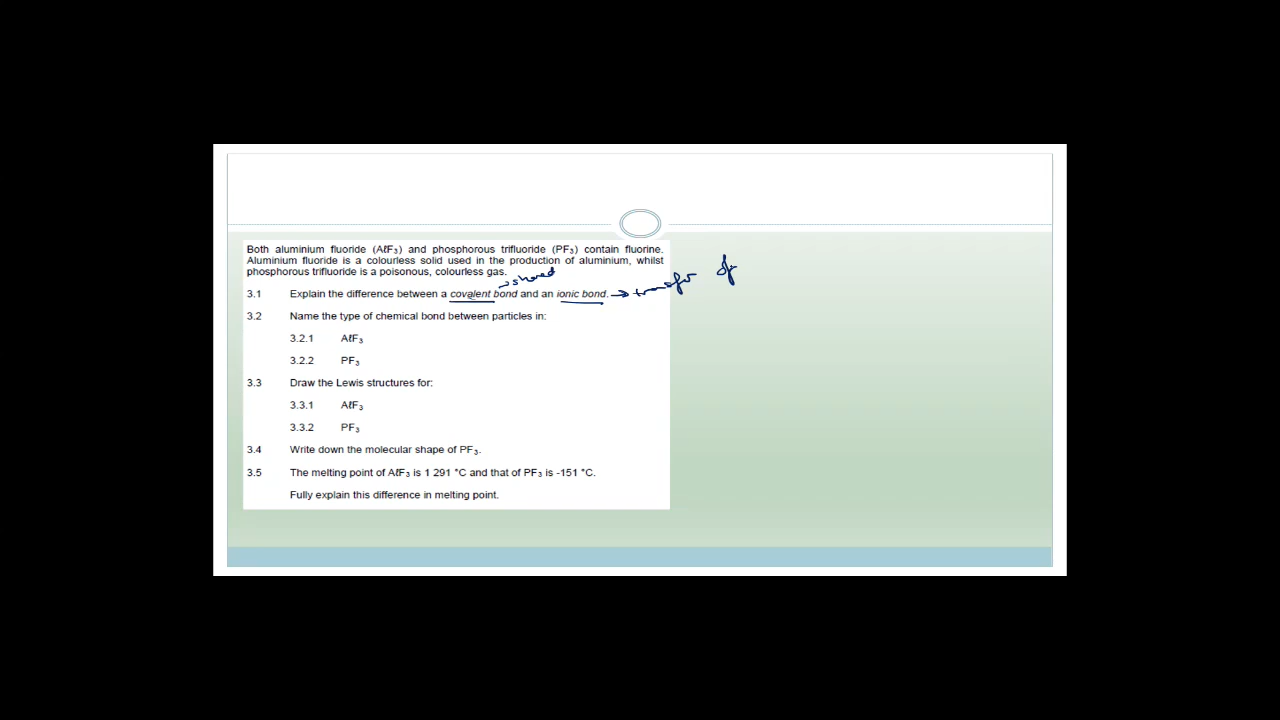 Both aluminium fluoride (AℓF₃) and phosphorous trifluoride (PF₃) contain fluorine.
Aluminium fluoride is a colourless solid used in the production of aluminium, whilst
phosphorous trifluoride is a poisonous, colourless gas.
→ shared
3.1 Explain the difference between a covalent bond and an ionic bond. → transfer of
3.2 Name the type of chemical bond between particles in:
3.2.1 AℓF₃
3.2.2 PF₃
3.3 Draw the Lewis structures for:
3.3.1 AℓF₃
3.3.2 PF₃
3.4 Write down the molecular shape of PF₃.
3.5 The melting point of AℓF₃ is 1 291 °C and that of PF₃ is -151 °C.
Fully explain this difference in melting point.